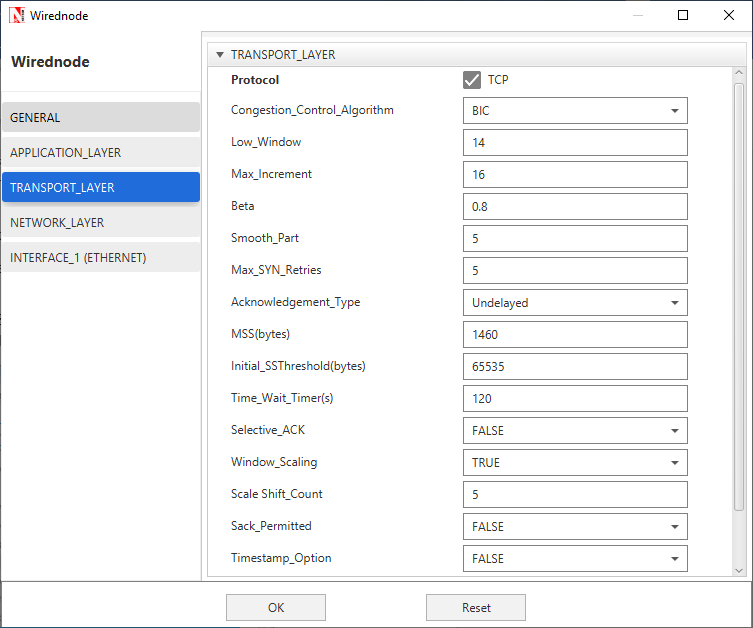 Wirednode
Wirednode
GENERAL
APPLICATION_LAYER
TRANSPORT_LAYER
NETWORK_LAYER
INTERFACE_1 (ETHERNET)
TRANSPORT_LAYER
Protocol TCP
Congestion_Control_Algorithm BIC
Low_Window 14
Max_Increment 16
Beta 0.8
Smooth_Part 5
Max_SYN_Retries 5
Acknowledgement_Type Undelayed
MSS(bytes) 1460
Initial_SSThreshold(bytes) 65535
Time_Wait_Timer(s) 120
Selective_ACK FALSE
Window_Scaling TRUE
Scale Shift_Count 5
Sack_Permitted FALSE
Timestamp_Option FALSE
OK Reset